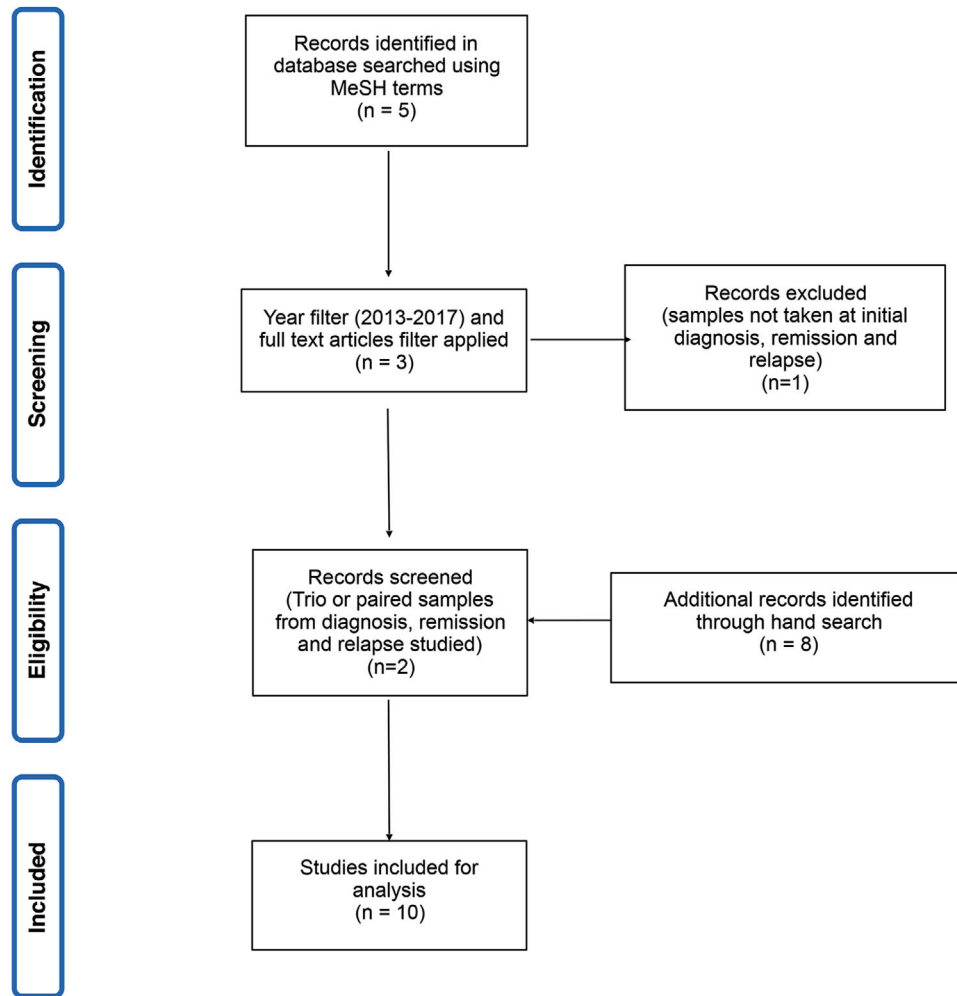 Identification
Records identified in
database searched using
MeSH terms
(n = 5)
Screening
Year filter (2013-2017) and
full text articles filter applied
(n = 3)
Records excluded
(samples not taken at initial
diagnosis, remission and
relapse)
(n=1)
Eligibility
Records screened
(Trio or paired samples
from diagnosis, remission
and relapse studied)
(n=2)
Additional records identified
through hand search
(n = 8)
Included
Studies included for
analysis
(n = 10)